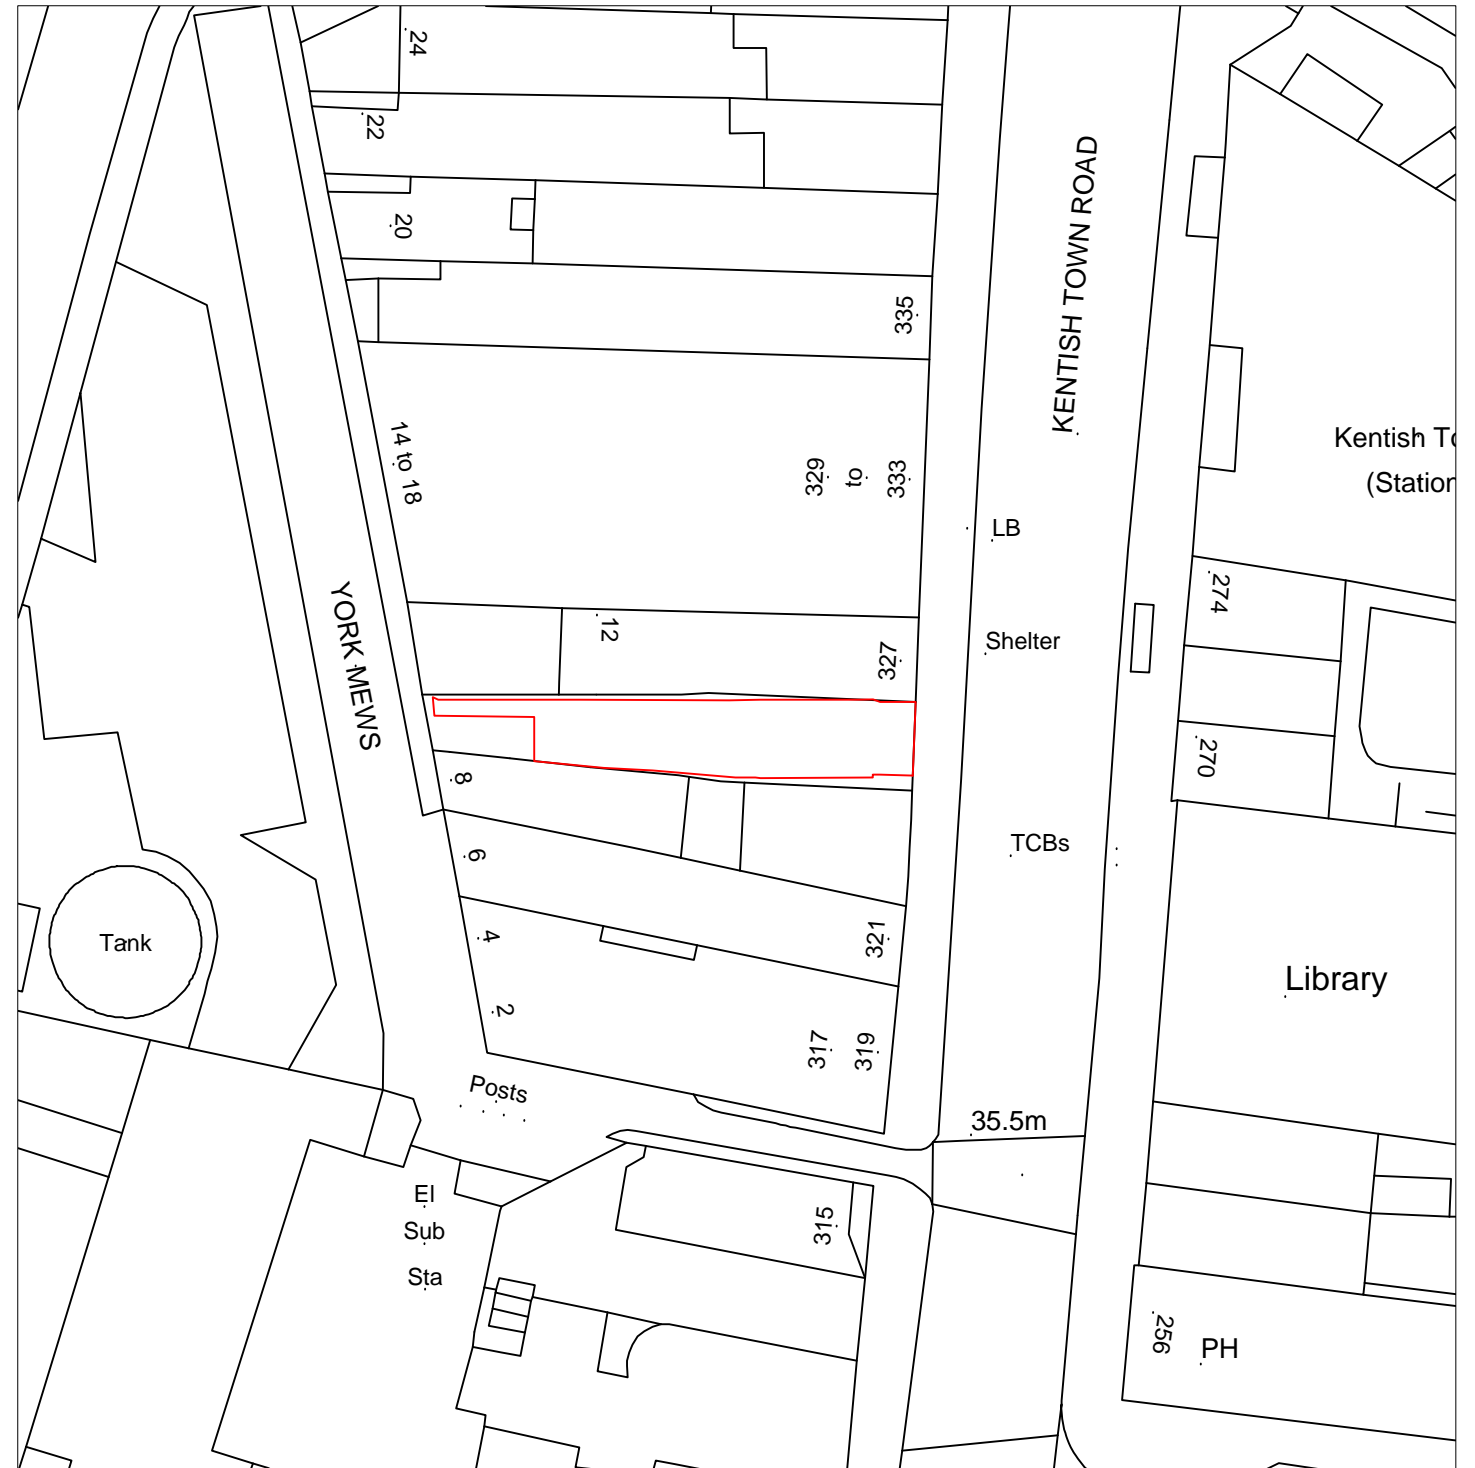 24
22
20
335
KENTISH TOWN ROAD
14 to 18
329
to
333
Kentish To
(Station
LB
274
12
327
Shelter
YORK MEWS
8
270
6
TCBs
4
321
Tank
Library
2
317
319
Posts
35.5m
El
Sub
Sta
315
256
PH